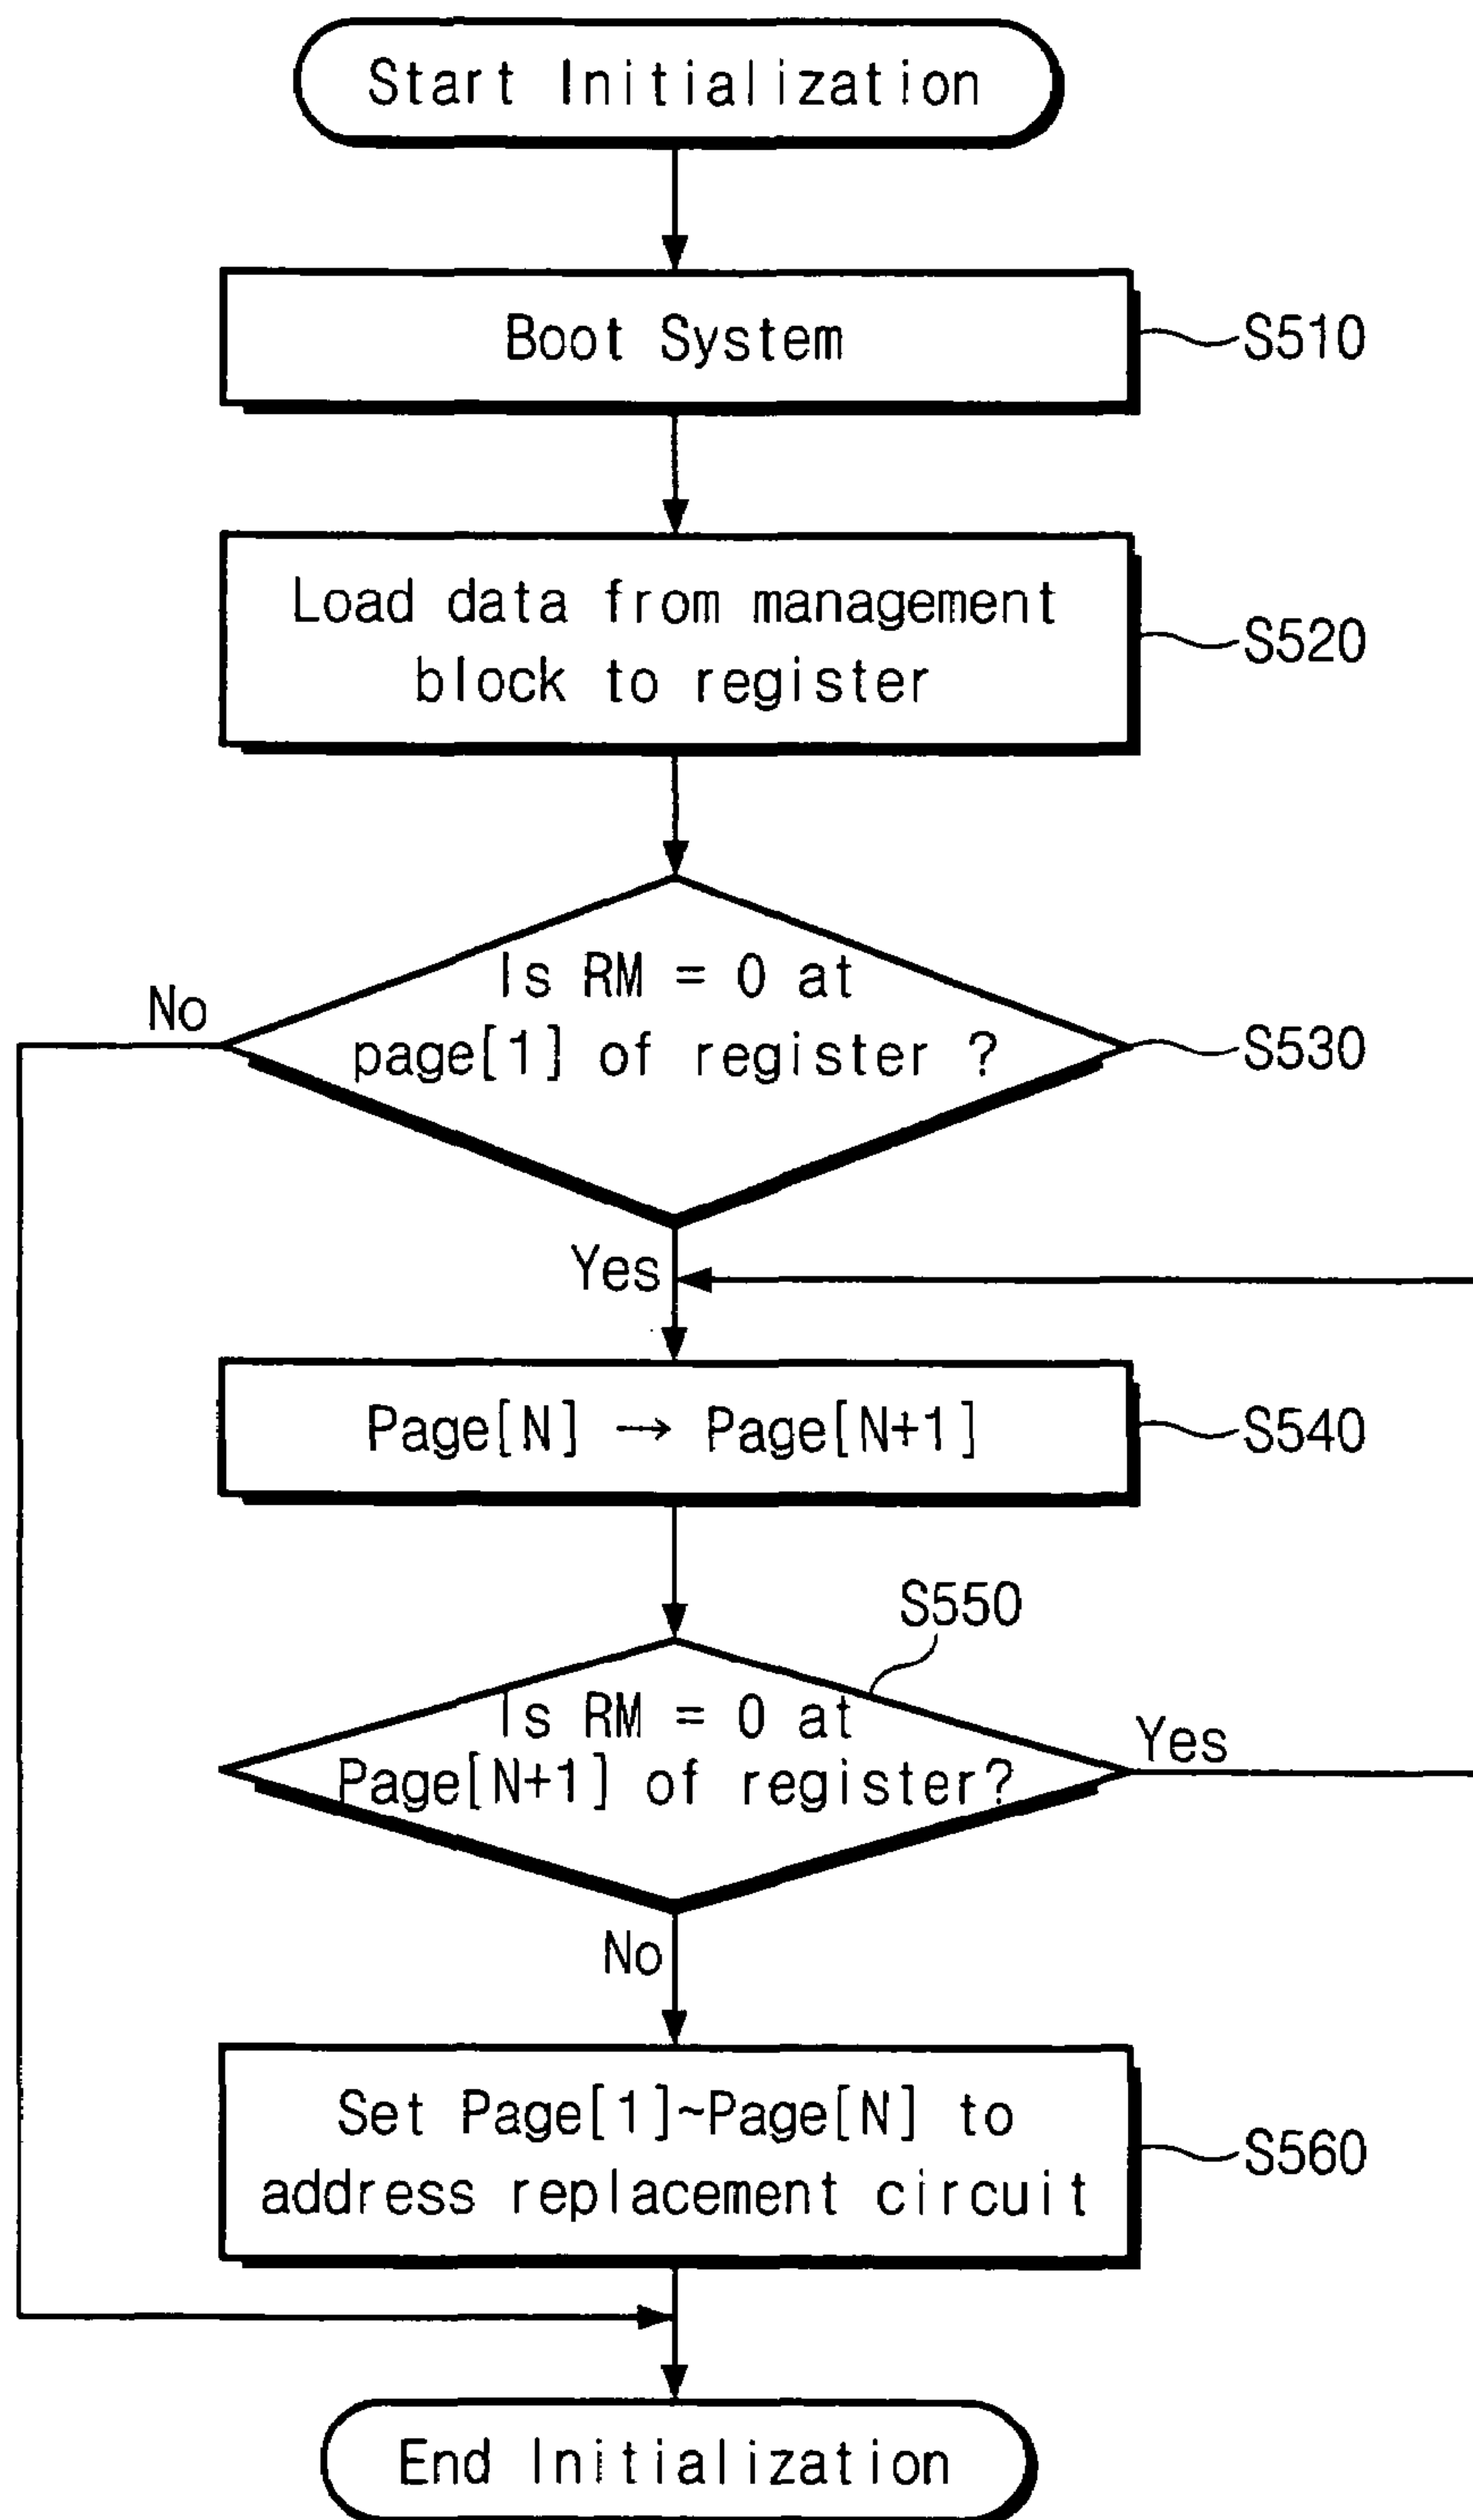 Start Initialization
Boot System
S510
Load data from management
block to register
S520
Is RM = 0 at
page[1] of register ?
No
S530
Yes
Page[N] → Page[N+1]
S540
S550
Is RM = 0 at
Page[N+1] of register?
Yes
No
Set Page[1]~Page[N] to
address replacement circuit
S560
End Initialization